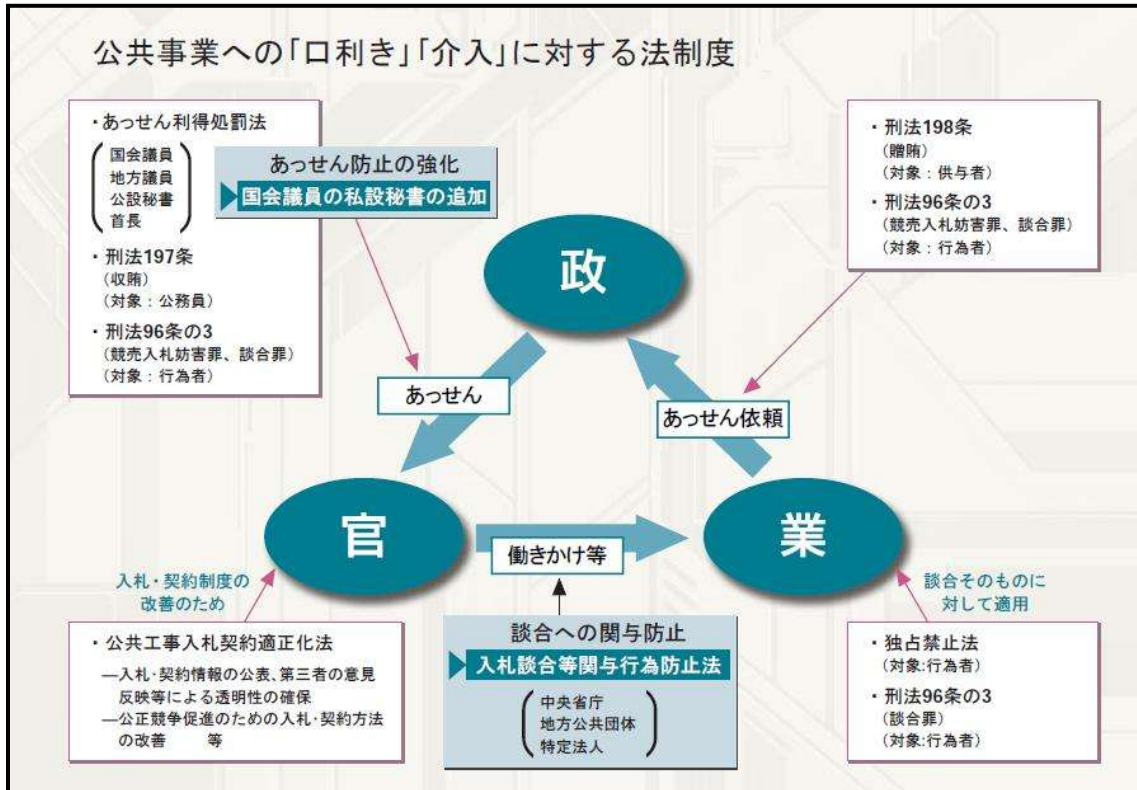 公共事業への「口利き」「介入」に対する法制度
・あっせん利得処罰法
国会議員
地方議員
公設秘書
首長
・刑法197条
(収賄)
(対象：公務員)
・刑法96条の3
(競売入札妨害罪、談合罪)
(対象：行為者)
あっせん防止の強化
国会議員の私設秘書の追加
・刑法198条
(贈賄)
(対象：供与者)
・刑法96条の3
(競売入札妨害罪、談合罪)
(対象：行為者)
政
あっせん
あっせん依頼
官
働きかけ等
業
入札・契約制度の
改善のため
・公共工事入札契約適正化法
―入札・契約情報の公表、第三者の意見
反映等による透明性の確保
―公正競争促進のための入札・契約方法
の改善　　等
談合への関与防止
入札談合等関与行為防止法
中央省庁
地方公共団体
特定法人
談合そのものに
対して適用
・独占禁止法
(対象:行為者)
・刑法96条の3
(談合罪)
(対象:行為者)